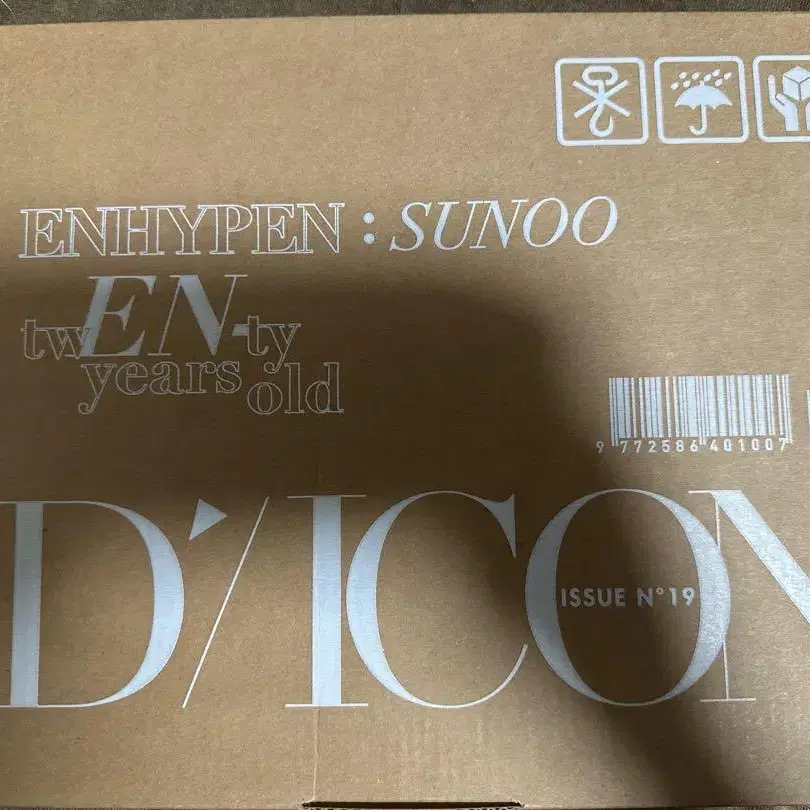 ENHYPEN : SUNOO
twEN-ty
years old
9 772586 401007
D'/ICON
ISSUE N°19